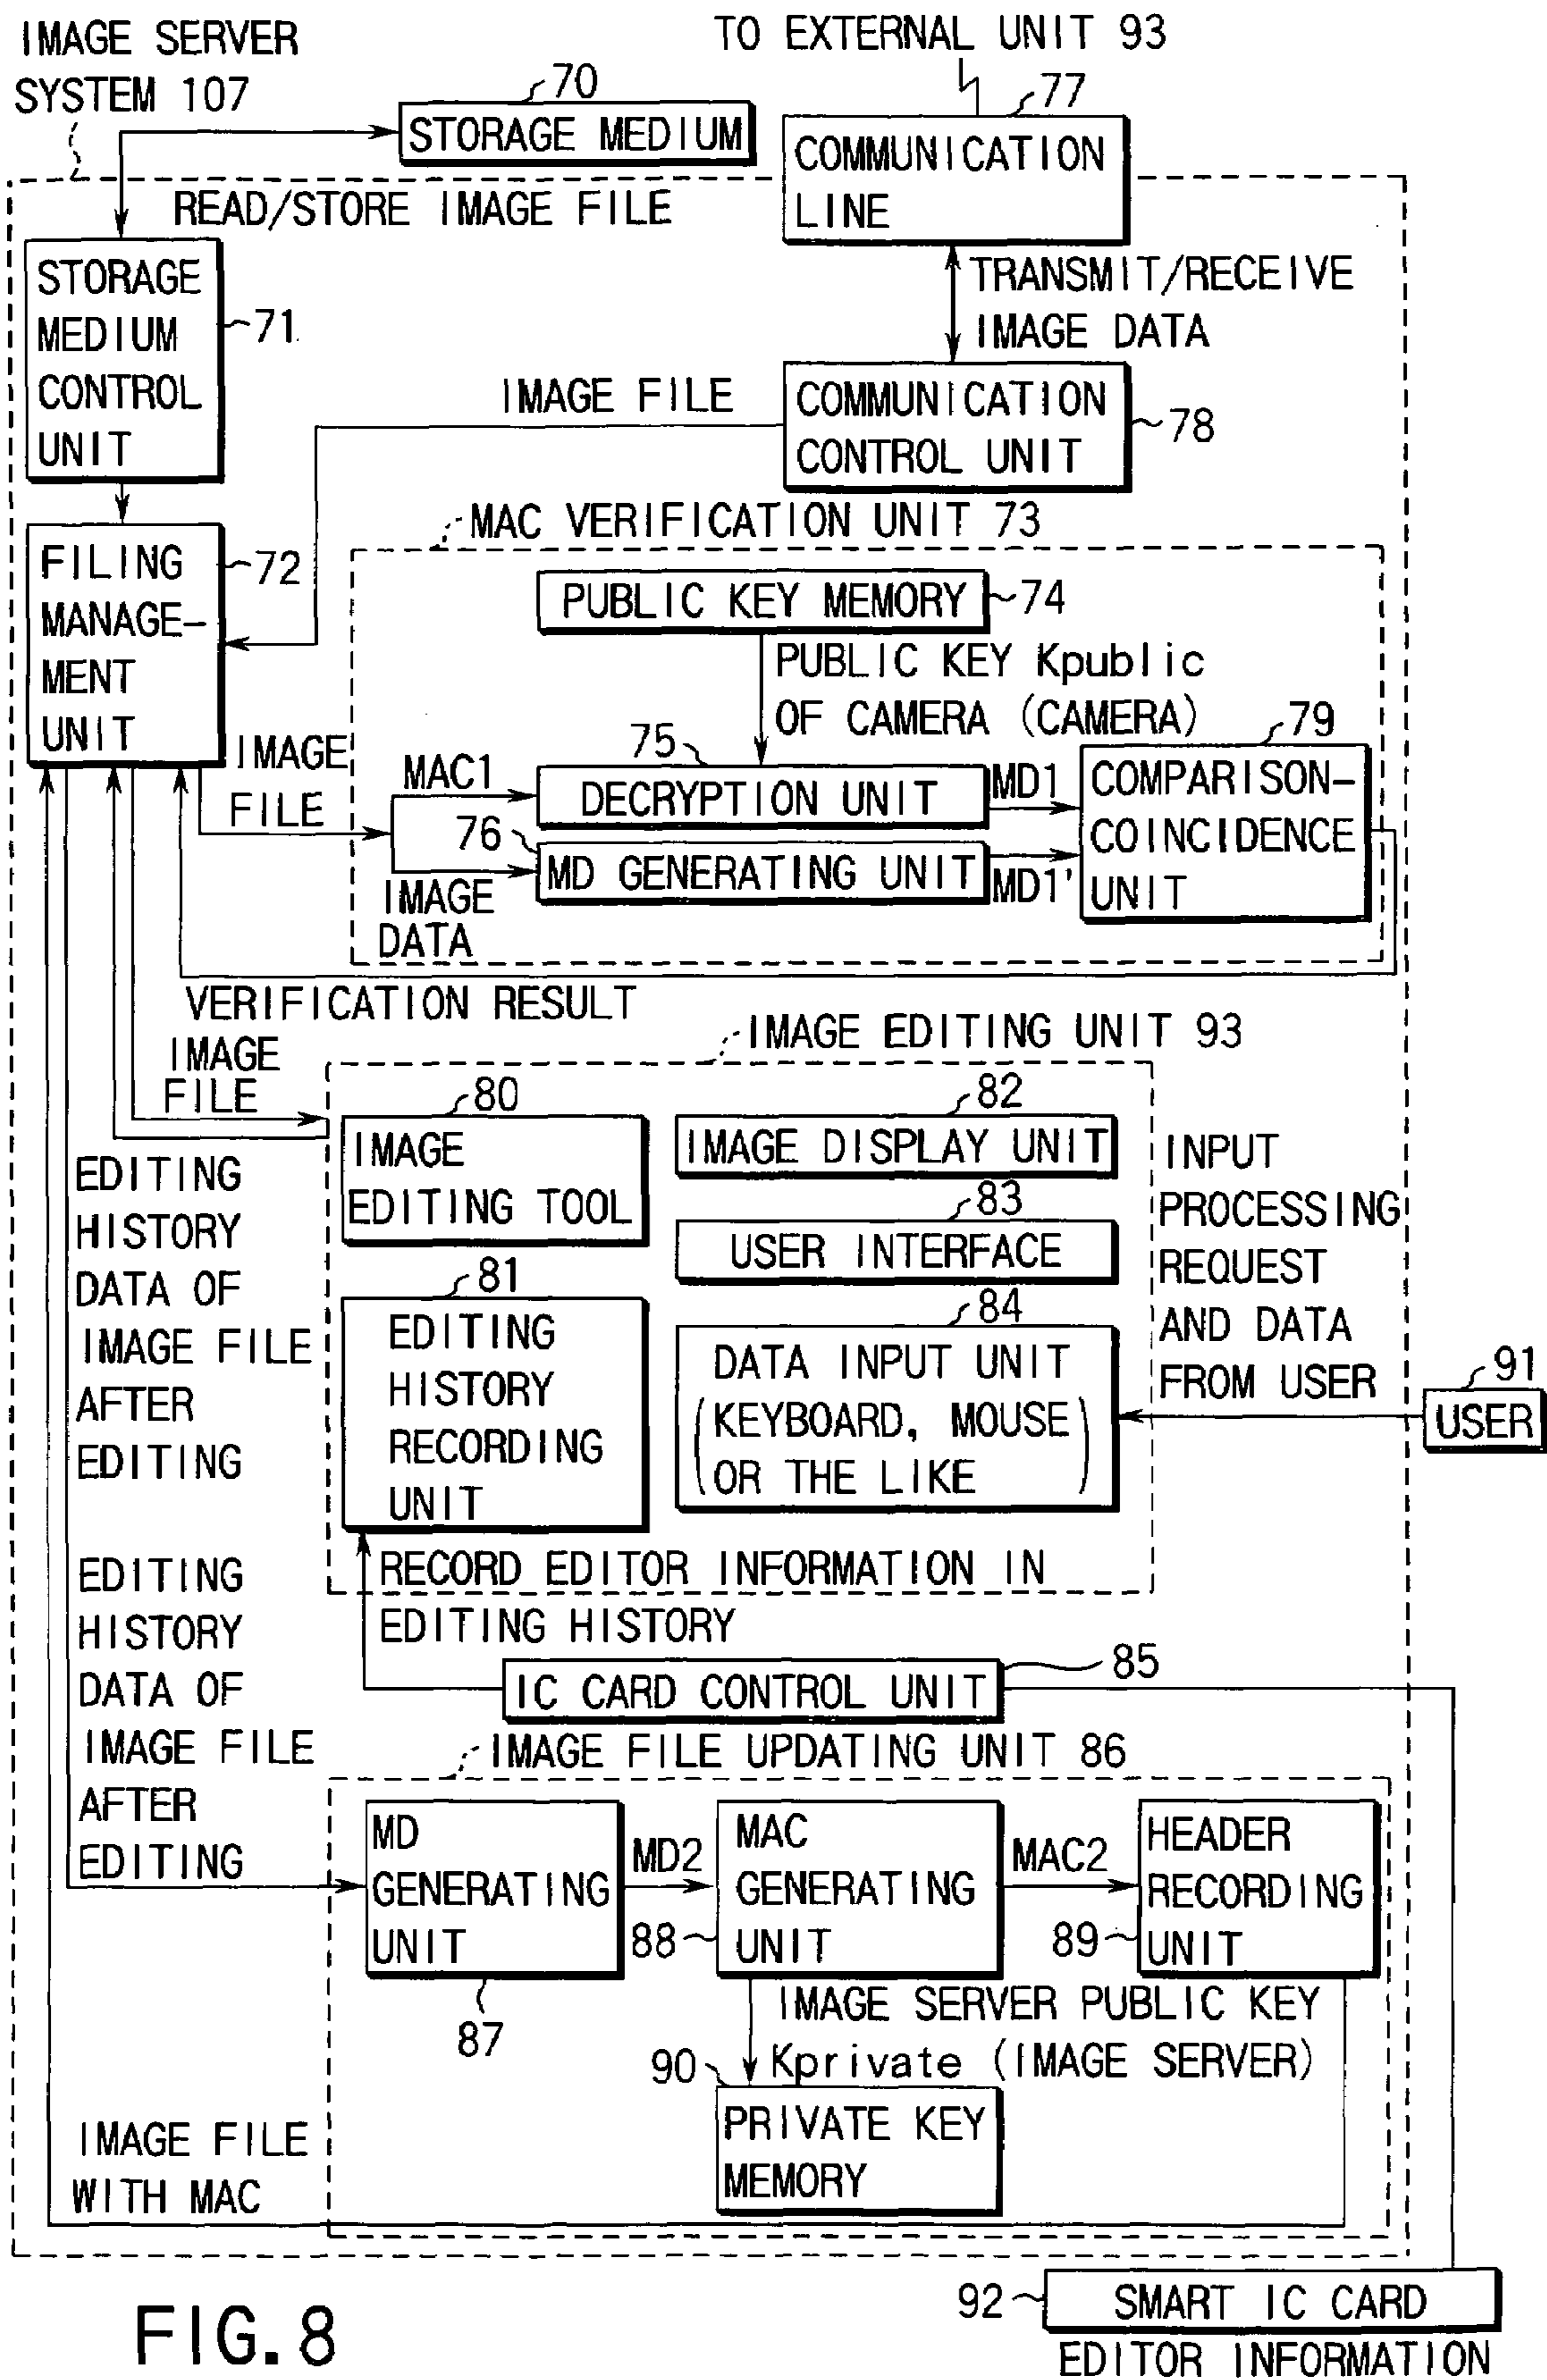 IMAGE SERVER
SYSTEM 107
TO EXTERNAL UNIT 93
70
STORAGE MEDIUM
77
COMMUNICATION
LINE
READ/STORE IMAGE FILE
STORAGE
MEDIUM
CONTROL
UNIT
71
TRANSMIT/RECEIVE
IMAGE DATA
IMAGE FILE
COMMUNICATION
CONTROL UNIT
78
MAC VERIFICATION UNIT 73
FILING
MANAGE-
MENT
UNIT
72
PUBLIC KEY MEMORY
74
PUBLIC KEY Kpublic
OF CAMERA (CAMERA)
IMAGE
FILE
MAC1
75
DECRYPTION UNIT
MD1
79
COMPARISON-
COINCIDENCE
UNIT
76
MD GENERATING UNIT
MD1'
IMAGE
DATA
VERIFICATION RESULT
IMAGE
FILE
IMAGE EDITING UNIT 93
80
IMAGE
EDITING TOOL
82
IMAGE DISPLAY UNIT
83
USER INTERFACE
81
EDITING
HISTORY
RECORDING
UNIT
84
DATA INPUT UNIT
(KEYBOARD, MOUSE
OR THE LIKE)
INPUT
PROCESSING
REQUEST
AND DATA
FROM USER
91
USER
EDITING
HISTORY
DATA OF
IMAGE FILE
AFTER
EDITING
RECORD EDITOR INFORMATION IN
EDITING HISTORY
IC CARD CONTROL UNIT
85
EDITING
HISTORY
DATA OF
IMAGE FILE
AFTER
EDITING
IMAGE FILE UPDATING UNIT 86
MD
GENERATING
UNIT
87
MD2
MAC
GENERATING
UNIT
88
MAC2
HEADER
RECORDING
UNIT
89
IMAGE SERVER PUBLIC KEY
Kprivate (IMAGE SERVER)
90
PRIVATE KEY
MEMORY
IMAGE FILE
WITH MAC
92
SMART IC CARD
EDITOR INFORMATION
FIG. 8